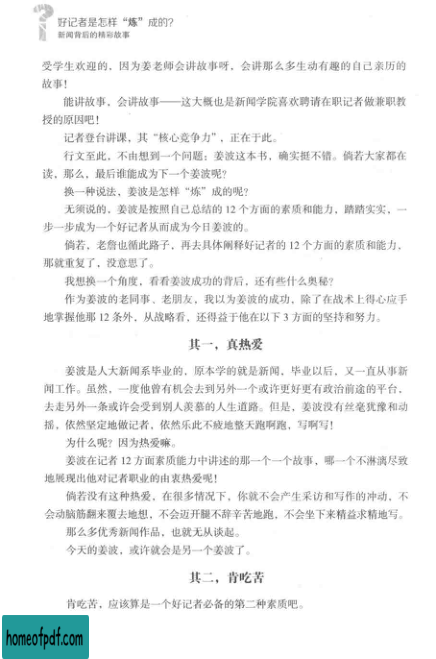 好记者是怎样“炼”成的?
新闻背后的精彩故事
受学生欢迎的，因为姜老师会讲故事呀，会讲那么多生动有趣的自己亲历的
故事！
能讲故事，会讲故事——这大概也是新闻学院喜欢聘请在职记者做兼职教
授的原因吧！
记者登台讲课，其“核心竞争力”，正在于此。
行文至此，不由想到一个问题：姜波这本书，确实挺不错。倘若大家都在
读，那么，最后谁能成为下一个姜波呢？
换一种说法，姜波是怎样“炼”成的呢？
无须说的，姜波是按照自己总结的 12 个方面的素质和能力，踏踏实实，一
步一步成为一个好记者从而成为今日姜波的。
倘若，老詹也循此路子，再去具体阐释好记者的 12 个方面的素质和能力，
那就重复了，没意思了。
我想换一个角度，看看姜波成功的背后，还有些什么奥秘？
作为姜波的老同事、老朋友，我以为姜波的成功，除了在战术上得心应手
地掌握他那 12 条外，从战略看，还得益于他在以下 3 方面的坚持和努力。
其一，真热爱
姜波是人大新闻系毕业的，原本学的就是新闻，毕业以后，又一直从事新
闻工作。虽然，一度他曾有机会去到另外一个或许更好更有政治前途的平台，
去走另外一条或许会受到别人羡慕的人生道路。但是，姜波没有丝毫犹豫和动
摇，依然坚定地做记者，依然乐此不疲地整天跑啊跑，写啊写！
为什么呢？因为热爱嘛。
姜波在记者 12 方面素质能力中讲述的那一个一个故事，哪一个不淋漓尽致
地展现出他对记者职业的由衷热爱呢！
倘若没有这种热爱，在很多情况下，你就不会产生采访和写作的冲动，不
会动脑筋翻来覆去地想，不会迈开腿不辞辛苦地跑，不会坐下来精益求精地写。
那么多优秀新闻作品，也就无从谈起。
今天的姜波，或许就会是另一个姜波了。
其二，肯吃苦
肯吃苦，应该算是一个好记者必备的第二种素质吧。
homeofpdf.com